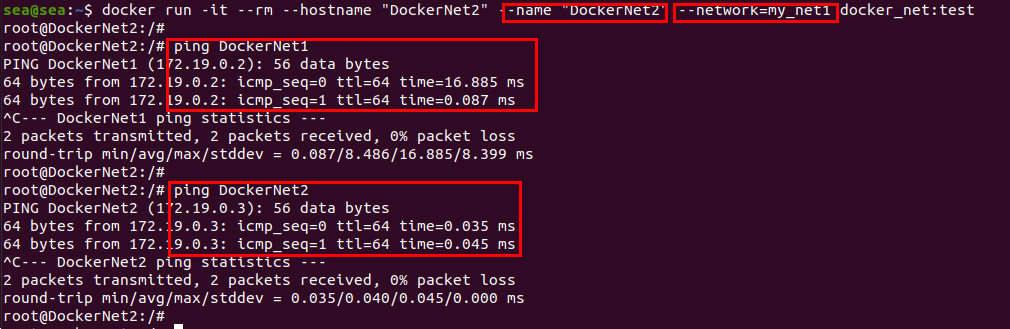 sea@sea:~$ docker run -it --rm --hostname "DockerNet2" --name "DockerNet2" --network=my_net1 docker_net:test
root@DockerNet2:/#
root@DockerNet2:/# ping DockerNet1
PING DockerNet1 (172.19.0.2): 56 data bytes
64 bytes from 172.19.0.2: icmp_seq=0 ttl=64 time=16.885 ms
64 bytes from 172.19.0.2: icmp_seq=1 ttl=64 time=0.087 ms
^C--- DockerNet1 ping statistics ---
2 packets transmitted, 2 packets received, 0% packet loss
round-trip min/avg/max/stddev = 0.087/8.486/16.885/8.399 ms
root@DockerNet2:/#
root@DockerNet2:/# ping DockerNet2
PING DockerNet2 (172.19.0.3): 56 data bytes
64 bytes from 172.19.0.3: icmp_seq=0 ttl=64 time=0.035 ms
64 bytes from 172.19.0.3: icmp_seq=1 ttl=64 time=0.045 ms
^C--- DockerNet2 ping statistics ---
2 packets transmitted, 2 packets received, 0% packet loss
round-trip min/avg/max/stddev = 0.035/0.040/0.045/0.000 ms
root@DockerNet2:/#